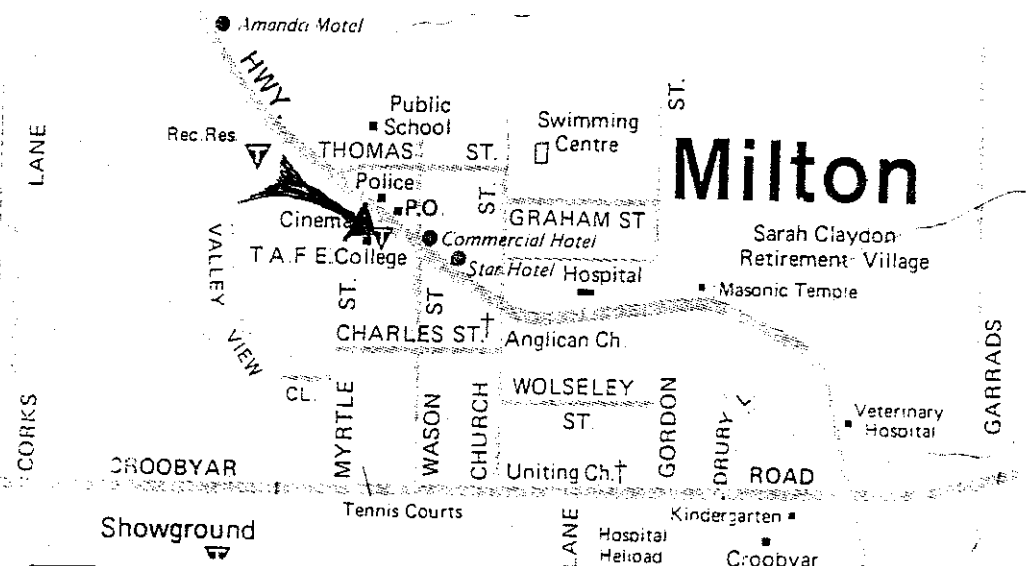 Amanda Motel
HWY
Public
School
Rec.Res.
THOMAS ST.
Swimming
Centre
ST.
Milton
LANE
Police
P.O.
ST.
GRAHAM ST
Cinema
Commercial Hotel
T.A.F.E. College
Star Hotel
Hospital
Sarah Claydon
Retirement Village
Masonic Temple
VALLEY
VIEW
CL.
ST.
ST
CHARLES ST.
Anglican Ch.
WOLSELEY
ST.
MYRTLE
WASON
CHURCH
GORDON
DRURY
Veterinary
Hospital
GARRADS
CORKS
CROOBYAR
Uniting Ch.
ROAD
Tennis Courts
Showground
LANE
Hospital
Helipad
Kindergarten
Croobyar